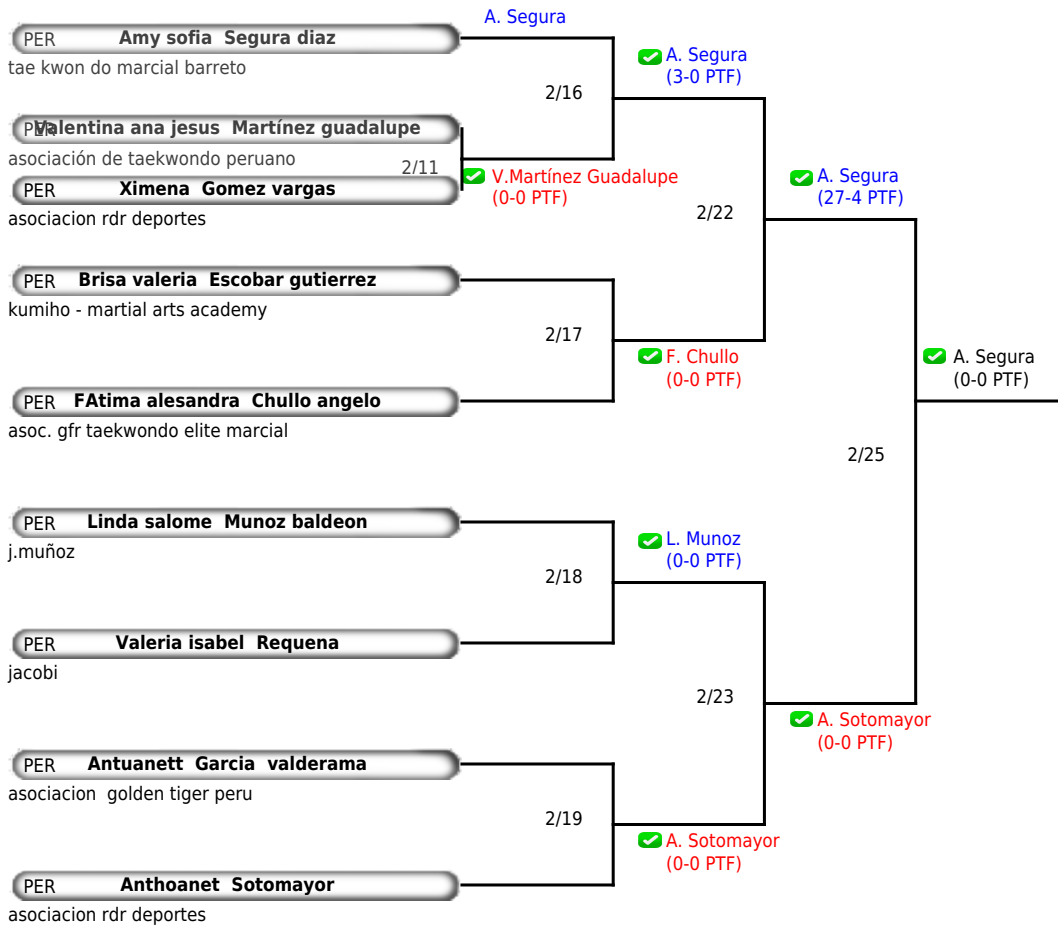 A. Segura
PER Amy sofia Segura diaz
tae kwon do marcial barreto
A. Segura
(3-0 PTF)
2/16
PER Valentina ana jesus Martínez guadalupe
asociación de taekwondo peruano
2/11
V.Martínez Guadalupe
(0-0 PTF)
PER Ximena Gomez vargas
asociacion rdr deportes
A. Segura
(27-4 PTF)
2/22
PER Brisa valeria Escobar gutierrez
kumiho - martial arts academy
2/17
F. Chullo
(0-0 PTF)
A. Segura
(0-0 PTF)
PER FAtima alesandra Chullo angelo
asoc. gfr taekwondo elite marcial
2/25
PER Linda salome Munoz baldeon
j.muñoz
L. Munoz
(0-0 PTF)
2/18
PER Valeria isabel Requena
jacobi
2/23
A. Sotomayor
(0-0 PTF)
PER Antuanett Garcia valderama
asociacion golden tiger peru
2/19
A. Sotomayor
(0-0 PTF)
PER Anthoanet Sotomayor
asociacion rdr deportes